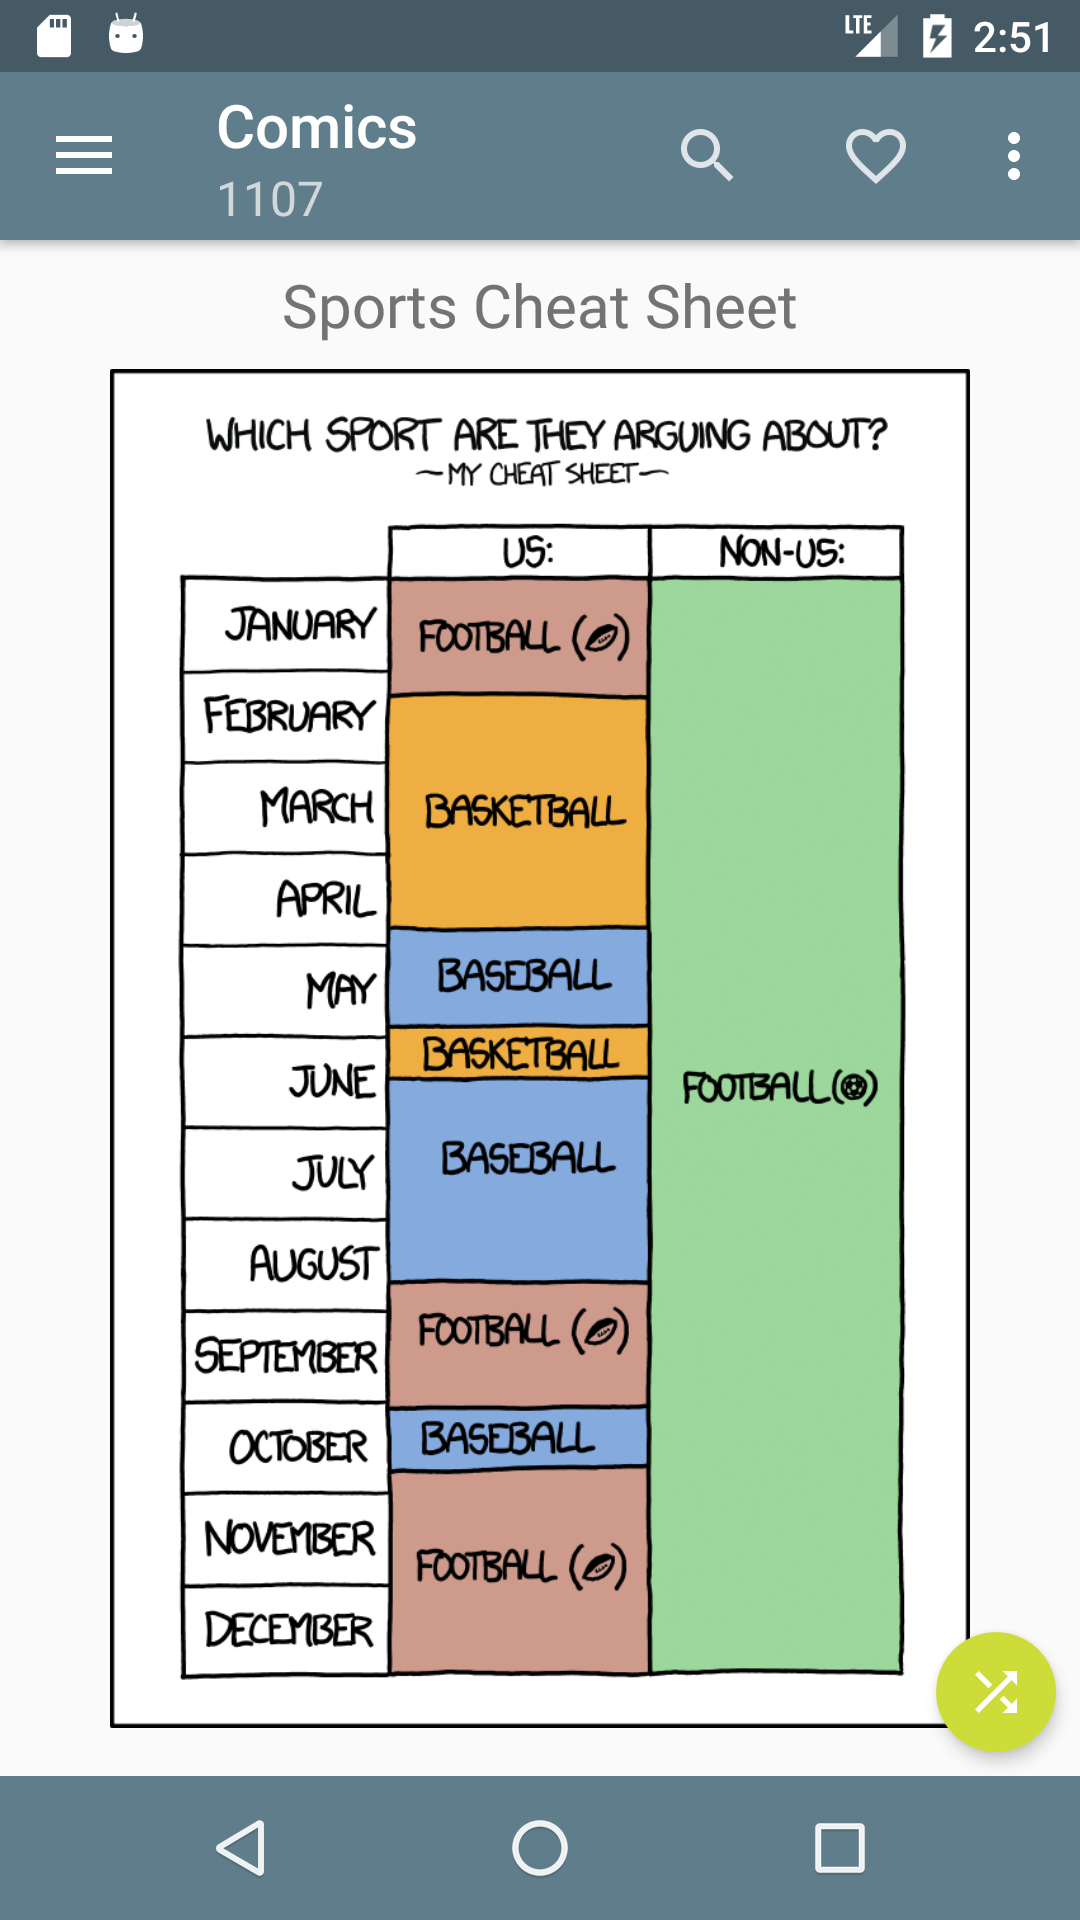 LTE 2:51
Comics
1107
Sports Cheat Sheet
WHICH SPORT ARE THEY ARGUING ABOUT?
—MY CHEAT SHEET—
US: NON-US:
JANUARY
FOOTBALL ( )
FEBRUARY
MARCH
BASKETBALL
APRIL
BASEBALL
MAY
BASKETBALL
JUNE
FOOTBALL( )
BASEBALL
JULY
AUGUST
FOOTBALL ( )
SEPTEMBER
BASEBALL
OCTOBER
NOVEMBER
FOOTBALL ( )
DECEMBER